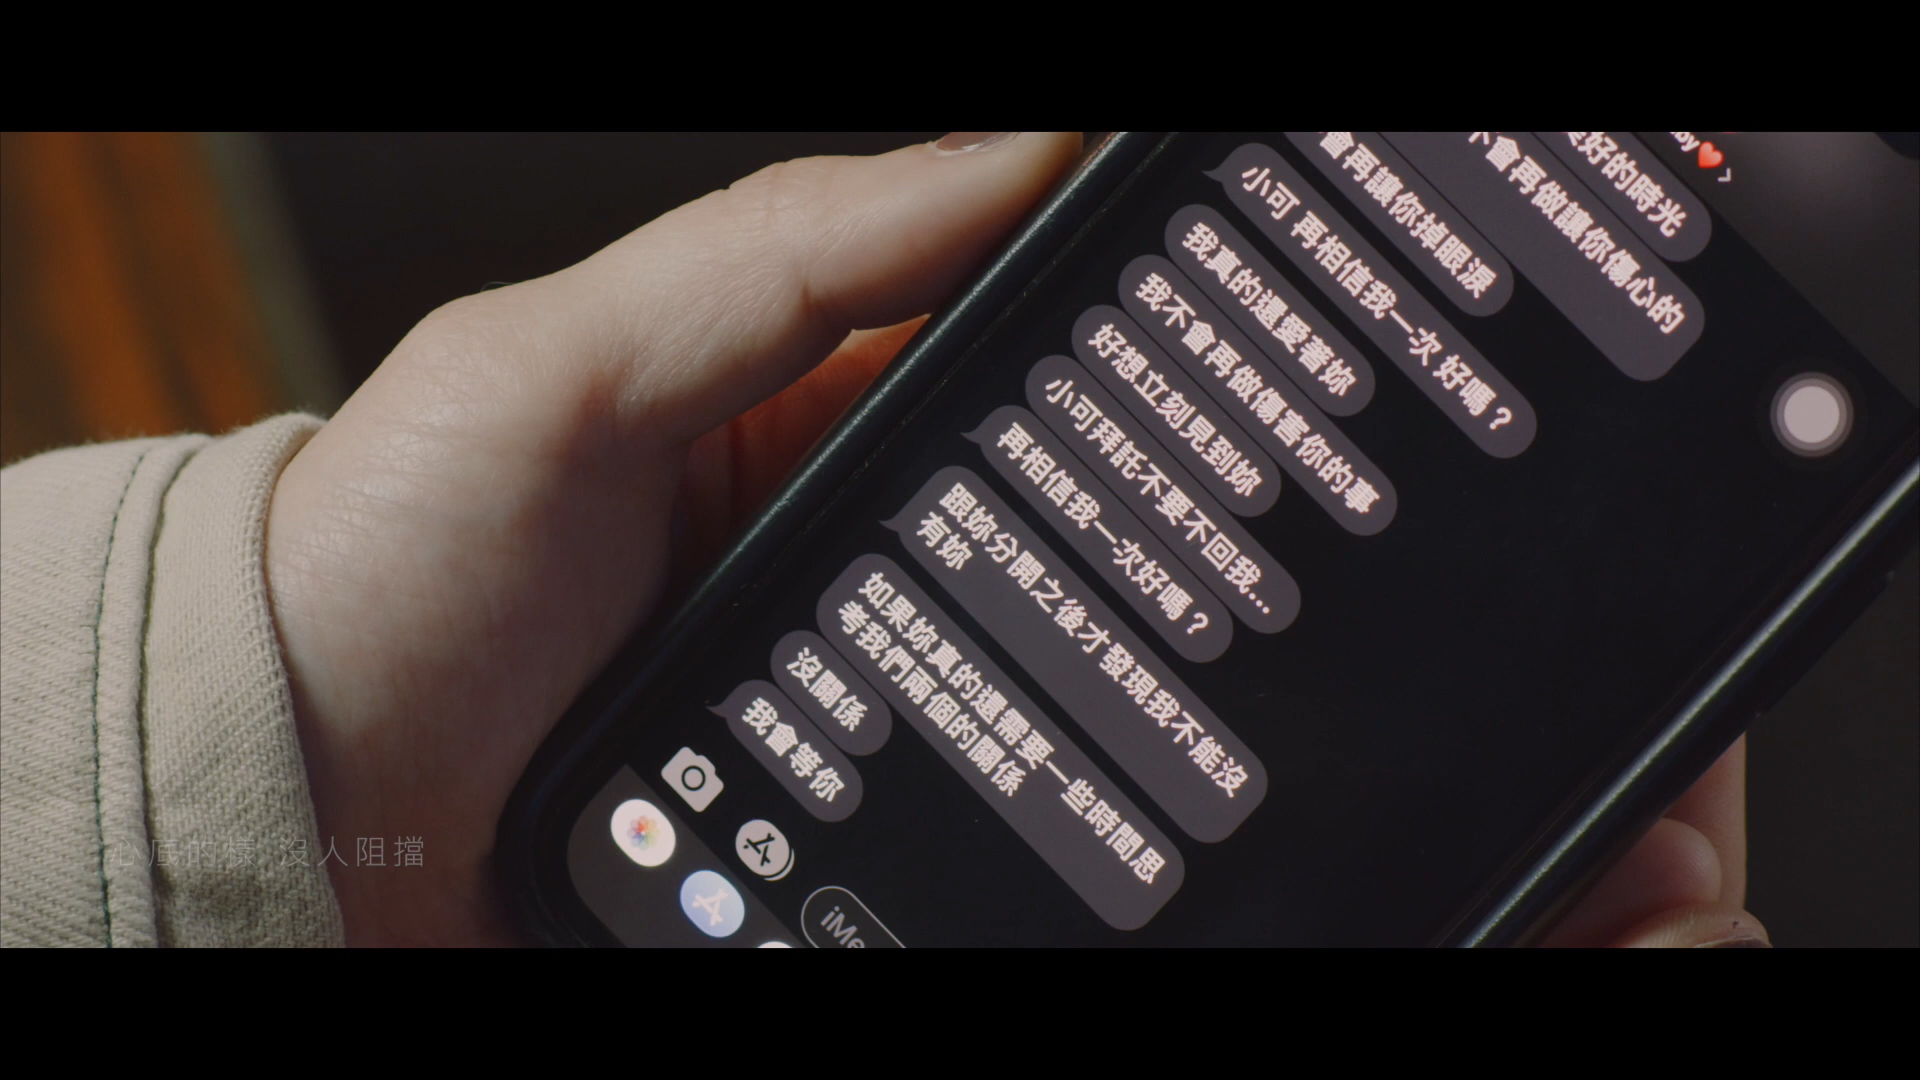 by❤️
好的時光
不會再做讓你傷心的
會再讓你掉眼淚
小可 再相信我一次 好嗎？
我真的還愛著妳
我不會再做傷害你的事
好想立刻見到妳
小可拜託不要不回我...
再相信我一次好嗎？
跟妳分開之後才發現我不能沒
有妳
如果妳真的還需要一些時間思
考我們兩個的關係
沒關係
我會等你
iMe
心底的樣 沒人阻擋